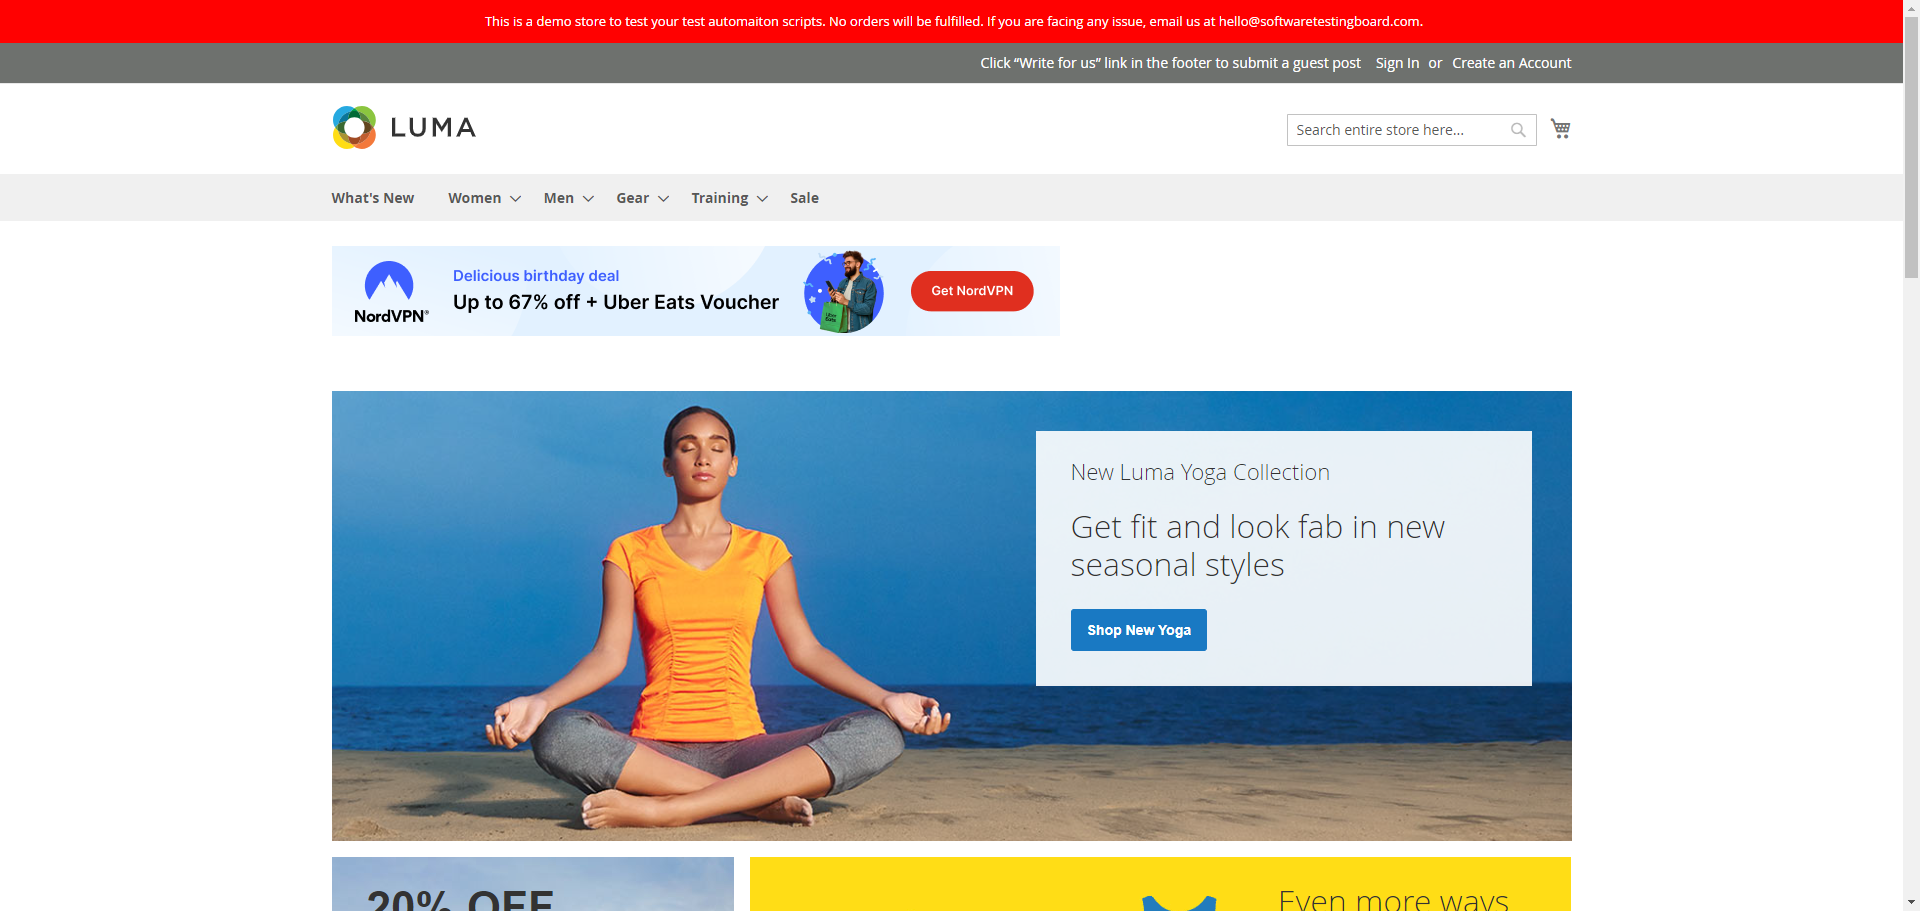 This is a demo store to test your test automaiton scripts. No orders will be fulfilled. If you are facing any issue, email us at hello@softwaretestingboard.com.
Click “Write for us” link in the footer to submit a guest post Sign In or Create an Account
LUMA
Search entire store here...
What's New Women Men Gear Training Sale
NordVPN®
Delicious birthday deal
Up to 67% off + Uber Eats Voucher
Uber Eats
Get NordVPN
New Luma Yoga Collection
Get fit and look fab in new
seasonal styles
Shop New Yoga
20% OFF
Even more ways